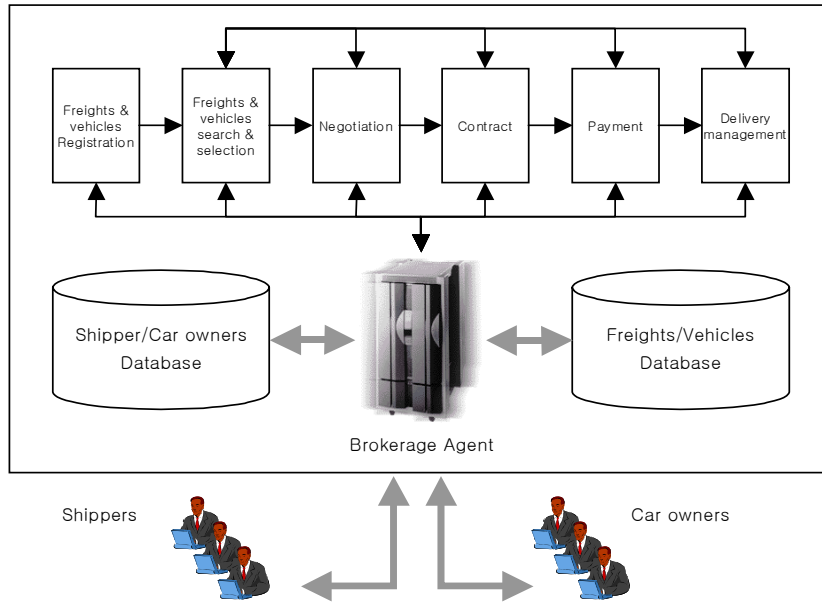 Freights &
vehicles
Registration
Freights &
vehicles
search &
selection
Negotiation
Contract
Payment
Delivery
management
Shipper/Car owners
Database
Freights/Vehicles
Database
Brokerage Agent
Shippers
Car owners